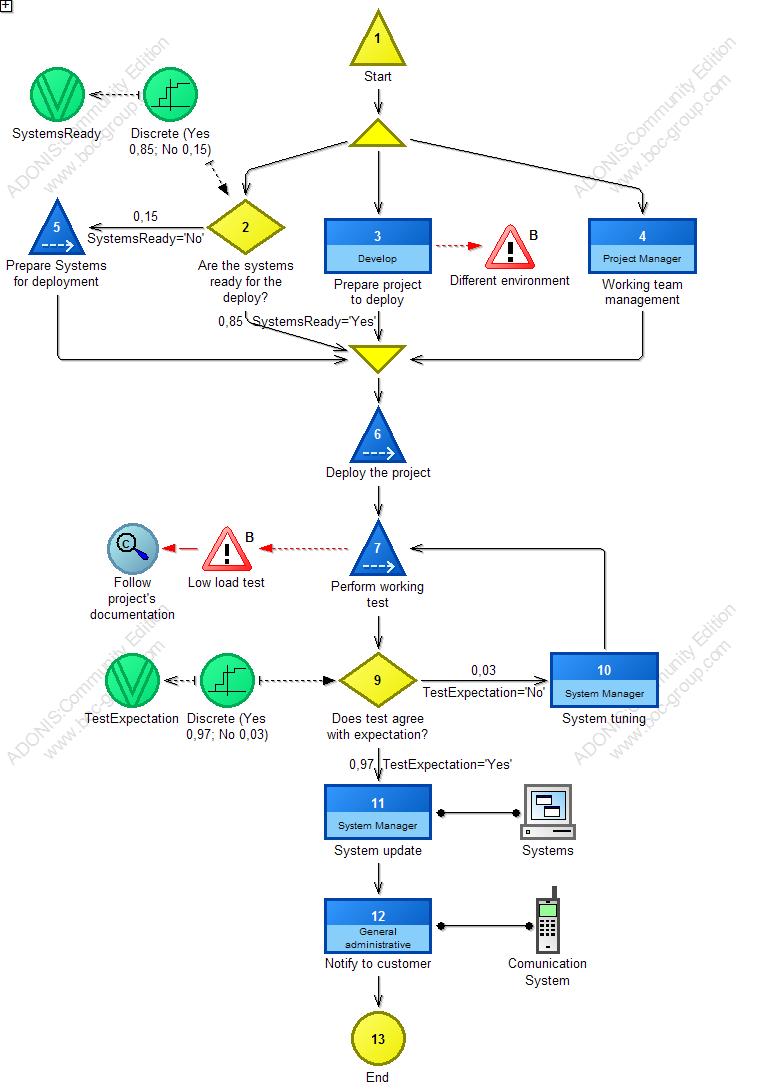 1
Start
ADONIS:Community Edition
www.boc-group.com
ADONIS:Community Edition
www.boc-group.com
SystemsReady
Discrete (Yes
0,85; No 0,15)
5
0,15
SystemsReady='No'
2
3
Develop
B
4
Project Manager
Prepare Systems
for deployment
Are the systems
ready for the
deploy?
Prepare project
to deploy
Different environment
Working team
management
0,85 SystemsReady='Yes'
6
Deploy the project
C
B
7
Follow
project's
documentation
Low load test
Perform working
test
ADONIS:Community Edition
www.boc-group.com
ADONIS:Community Edition
www.boc-group.com
TestExpectation
Discrete (Yes
0,97; No 0,03)
9
0,03
TestExpectation='No'
10
System Manager
System tuning
Does test agree
with expectation?
0,97 TestExpectation='Yes'
11
System Manager
System update
Systems
12
General
administrative
Notify to customer
Comunication
System
13
End